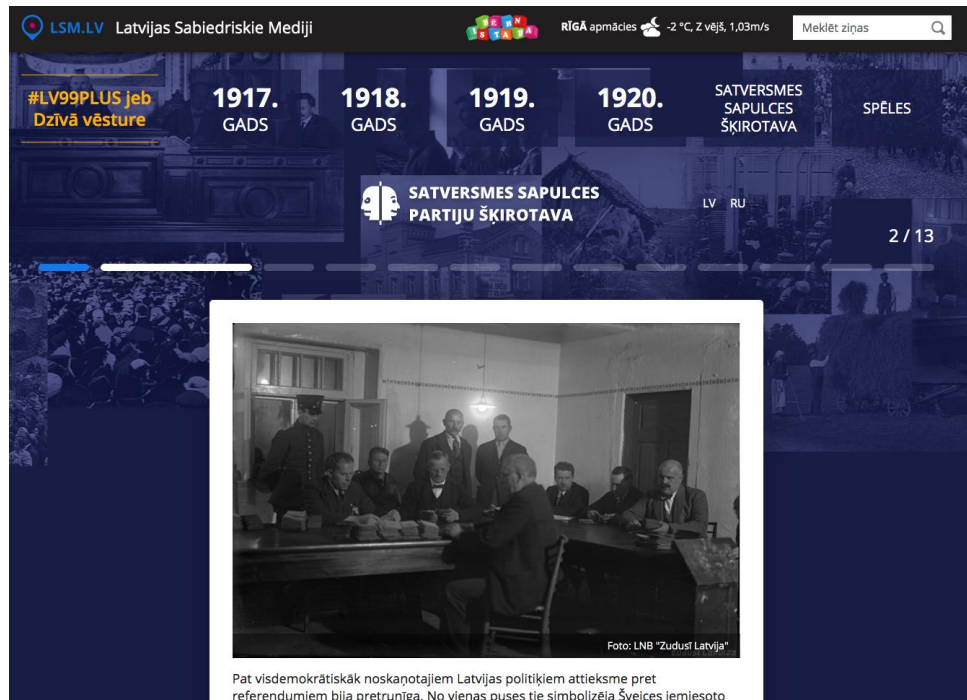 LSM.LV Latvijas Sabiedriskie Mediji
BĒRN
ISTABA
RĪGĀ apmācies -2 °C, Z vējš, 1,03m/s
Meklēt ziņas
#LV99PLUS jeb
Dzīvā vēsture
1917.
GADS
1918.
GADS
1919.
GADS
1920.
GADS
SATVERSMES
SAPULCES
ŠĶIROTAVA
SPĒLES
SATVERSMES SAPULCES
PARTIJU ŠĶIROTAVA
LV RU
2 / 13
Foto: LNB "Zudusī Latvija"
Pat visdemokrātiskāk noskaņotajiem Latvijas politiķiem attieksme pret
referendumiem bija pretrunīga. No vienas puses tie simbolizēja Šveices iemiesoto